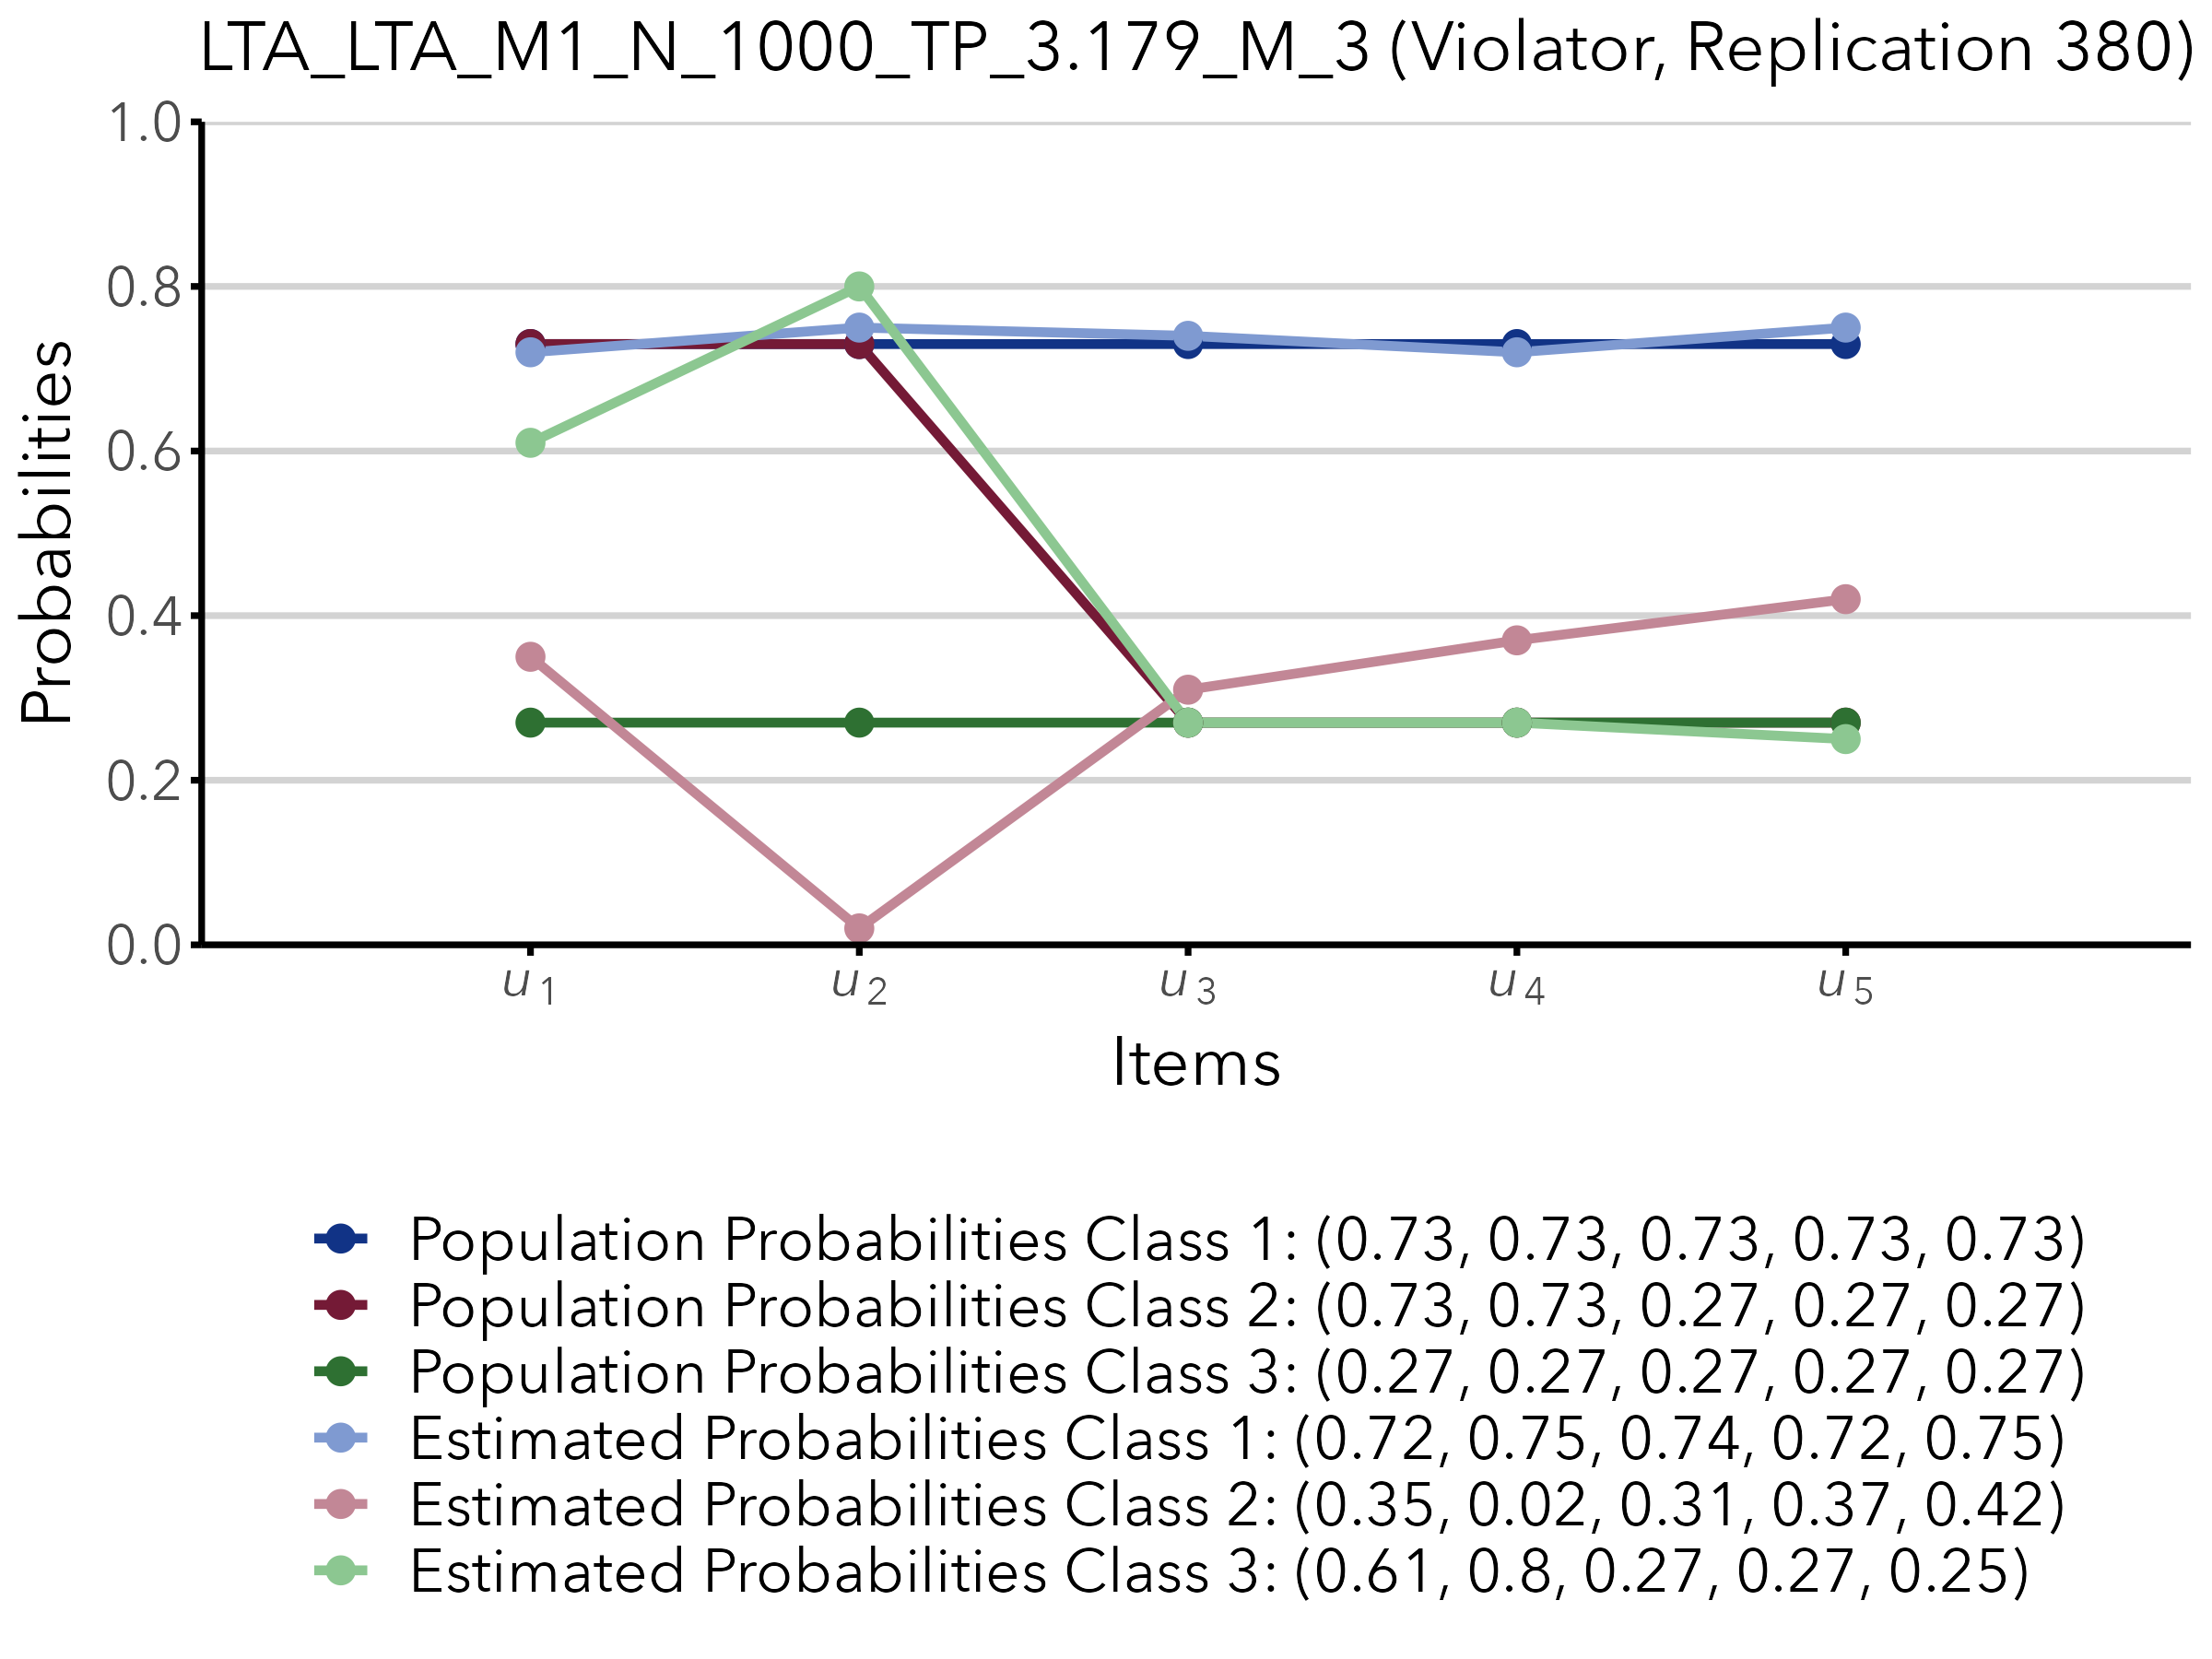 LTA_LTA_M1_N_1000_TP_3.179_M_3 (Violator, Replication 380)
1.0
0.8
0.6
0.4
0.2
0.0
Probabilities
u1 u2 u3 u4 u5
Items
Population Probabilities Class 1: (0.73, 0.73, 0.73, 0.73, 0.73)
Population Probabilities Class 2: (0.73, 0.73, 0.27, 0.27, 0.27)
Population Probabilities Class 3: (0.27, 0.27, 0.27, 0.27, 0.27)
Estimated Probabilities Class 1: (0.72, 0.75, 0.74, 0.72, 0.75)
Estimated Probabilities Class 2: (0.35, 0.02, 0.31, 0.37, 0.42)
Estimated Probabilities Class 3: (0.61, 0.8, 0.27, 0.27, 0.25)